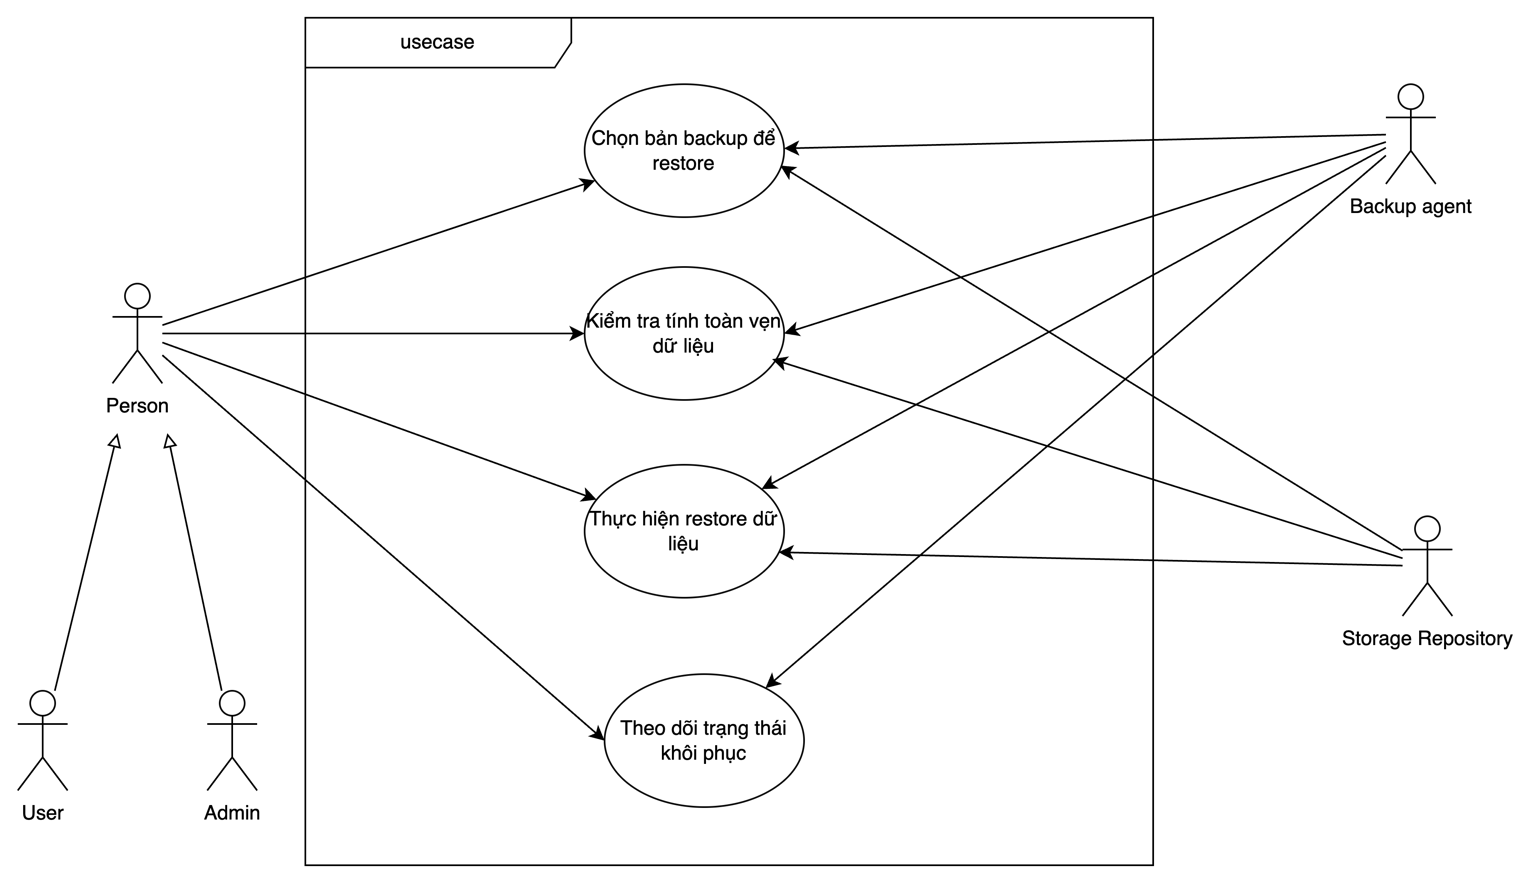 usecase
Chọn bản backup để
restore
Backup agent
Kiểm tra tính toàn vẹn
dữ liệu
Person
Thực hiện restore dữ
liệu
Storage Repository
Theo dõi trạng thái
khôi phục
User
Admin